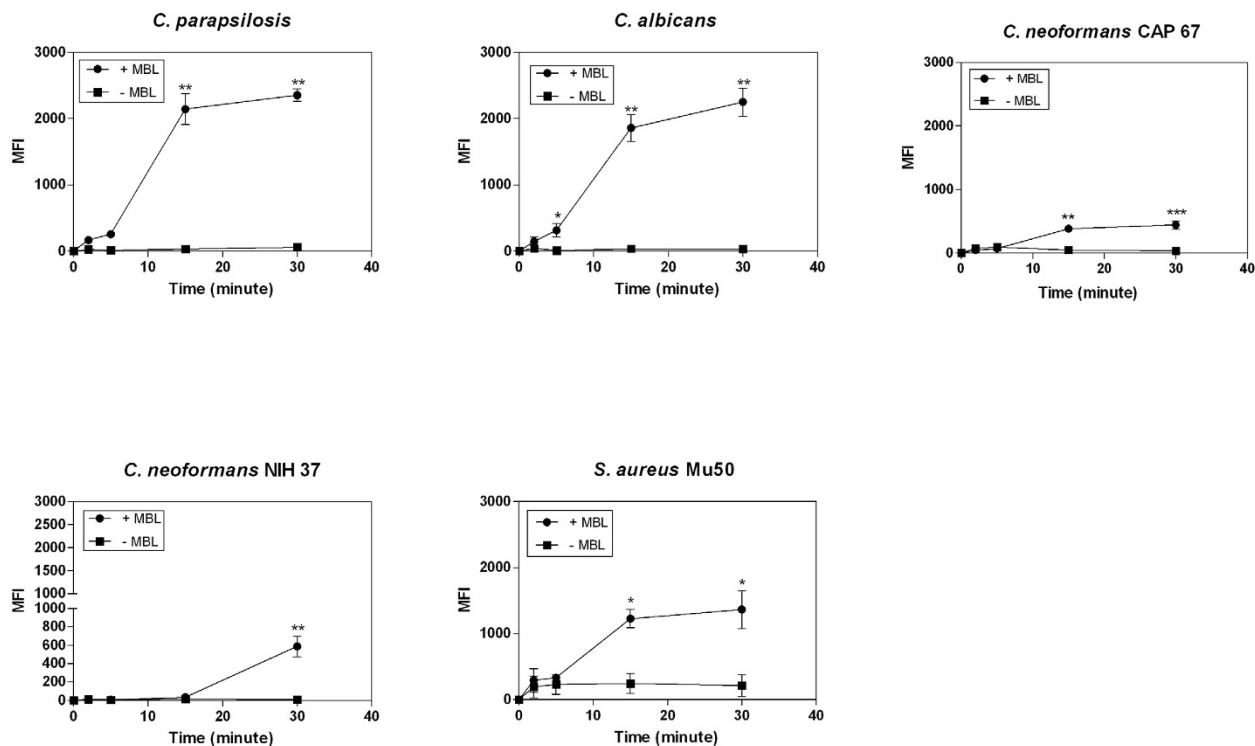 C. parapsilosis
3000
2000
1000
0
MFI
+ MBL
- MBL
**
**
0 10 20 30 40
Time (minute)
C. albicans
3000
2000
1000
0
MFI
+ MBL
- MBL
*
**
**
0 10 20 30 40
Time (minute)
C. neoformans CAP 67
3000
2000
1000
0
MFI
+ MBL
- MBL
**
***
0 10 20 30 40
Time (minute)
C. neoformans NIH 37
3000
2500
2000
1500
1000
800
600
400
200
0
MFI
+ MBL
- MBL
**
0 10 20 30 40
Time (minute)
S. aureus Mu50
3000
2000
1000
0
MFI
+ MBL
- MBL
*
*
0 10 20 30 40
Time (minute)